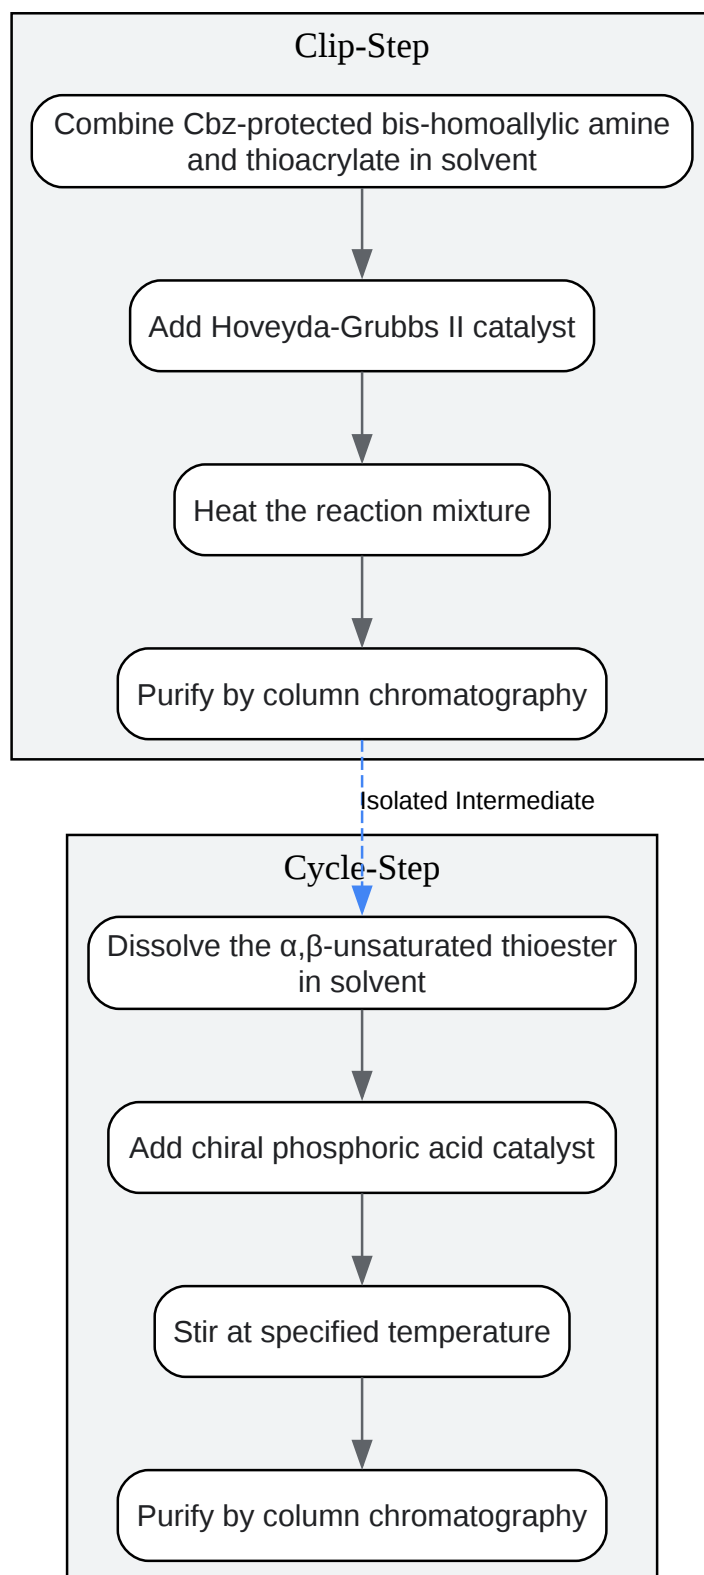 Clip-Step
Combine Cbz-protected bis-homoallylic amine
and thioacrylate in solvent
Add Hoveyda-Grubbs II catalyst
Heat the reaction mixture
Purify by column chromatography
Isolated Intermediate
Cycle-Step
Dissolve the α,β-unsaturated thioester
in solvent
Add chiral phosphoric acid catalyst
Stir at specified temperature
Purify by column chromatography